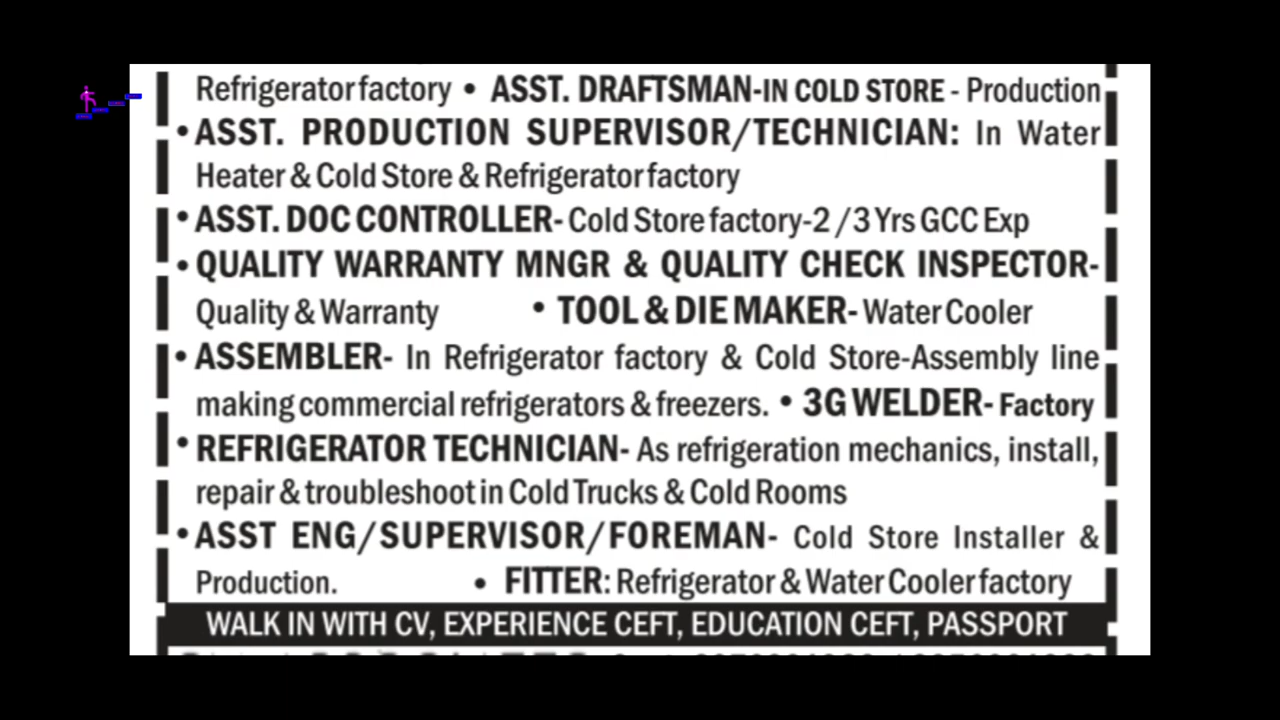 Refrigerator factory • ASST. DRAFTSMAN-IN COLD STORE - Production
• ASST. PRODUCTION SUPERVISOR/TECHNICIAN: In Water
Heater & Cold Store & Refrigerator factory
• ASST. DOC CONTROLLER- Cold Store factory-2 /3 Yrs GCC Exp
• QUALITY WARRANTY MNGR & QUALITY CHECK INSPECTOR-
Quality & Warranty • TOOL & DIE MAKER- Water Cooler
• ASSEMBLER- In Refrigerator factory & Cold Store-Assembly line
making commercial refrigerators & freezers. • 3G WELDER- Factory
• REFRIGERATOR TECHNICIAN- As refrigeration mechanics, install,
repair & troubleshoot in Cold Trucks & Cold Rooms
• ASST ENG/SUPERVISOR/FOREMAN- Cold Store Installer &
Production. • FITTER: Refrigerator & Water Cooler factory
WALK IN WITH CV, EXPERIENCE CEFT, EDUCATION CEFT, PASSPORT